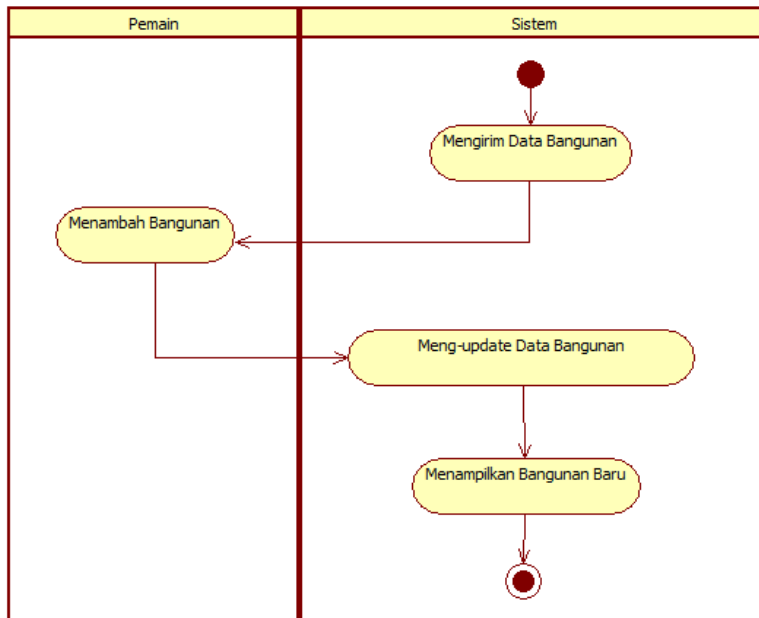 Pemain
Sistem
Mengirim Data Bangunan
Menambah Bangunan
Meng-update Data Bangunan
Menampilkan Bangunan Baru